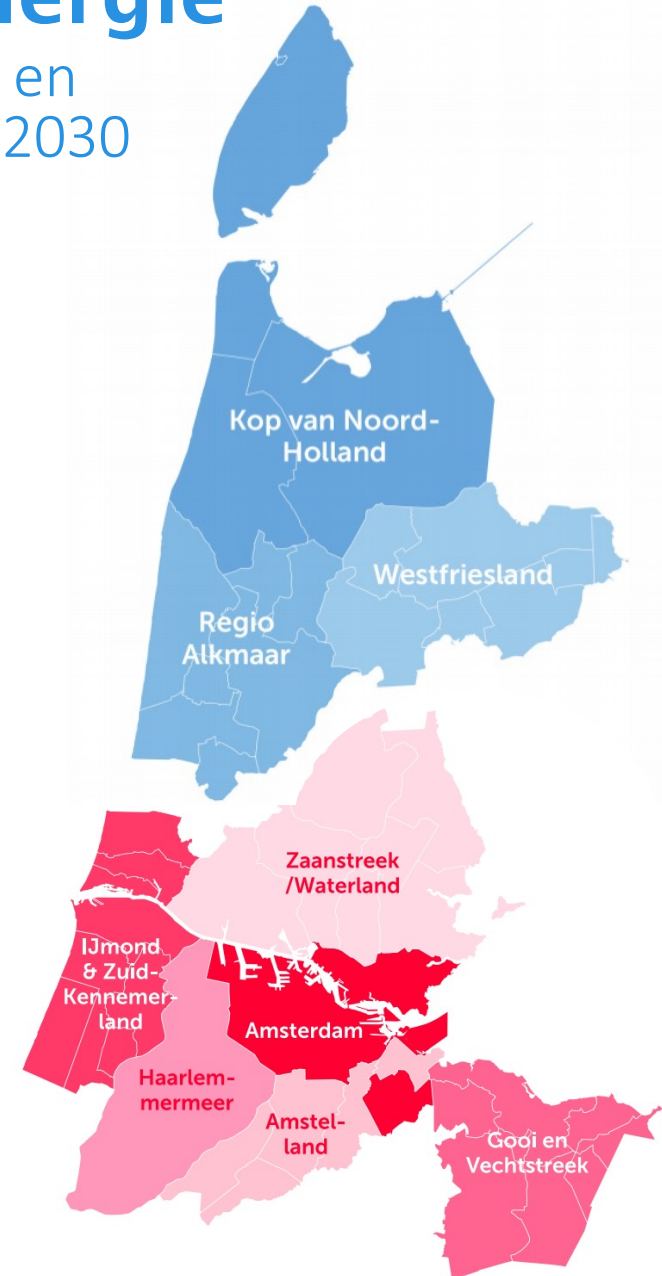 en
2030
Kop van Noord-
Holland
Westfriesland
Regio
Alkmaar
Zaanstreek
/Waterland
IJmond
& Zuid-
Kennemer-
land
Amsterdam
Haarlem-
mermeer
Amstel-
land
Gooi en
Vechtstreek